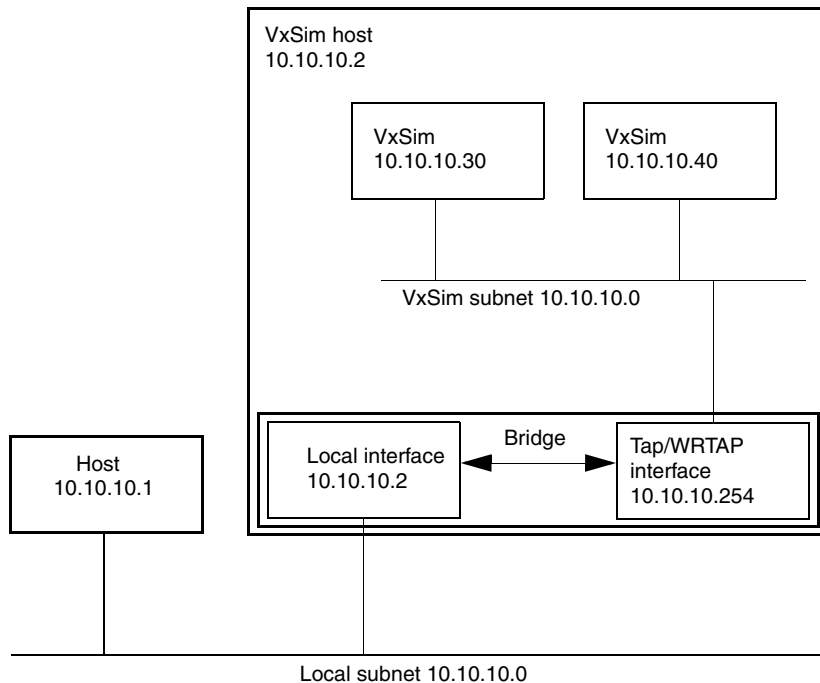 VxSim host
10.10.10.2
VxSim
10.10.10.30
VxSim
10.10.10.40
VxSim subnet 10.10.10.0
Host
10.10.10.1
Local interface
10.10.10.2
Bridge
Tap/WRTAP
interface
10.10.10.254
Local subnet 10.10.10.0